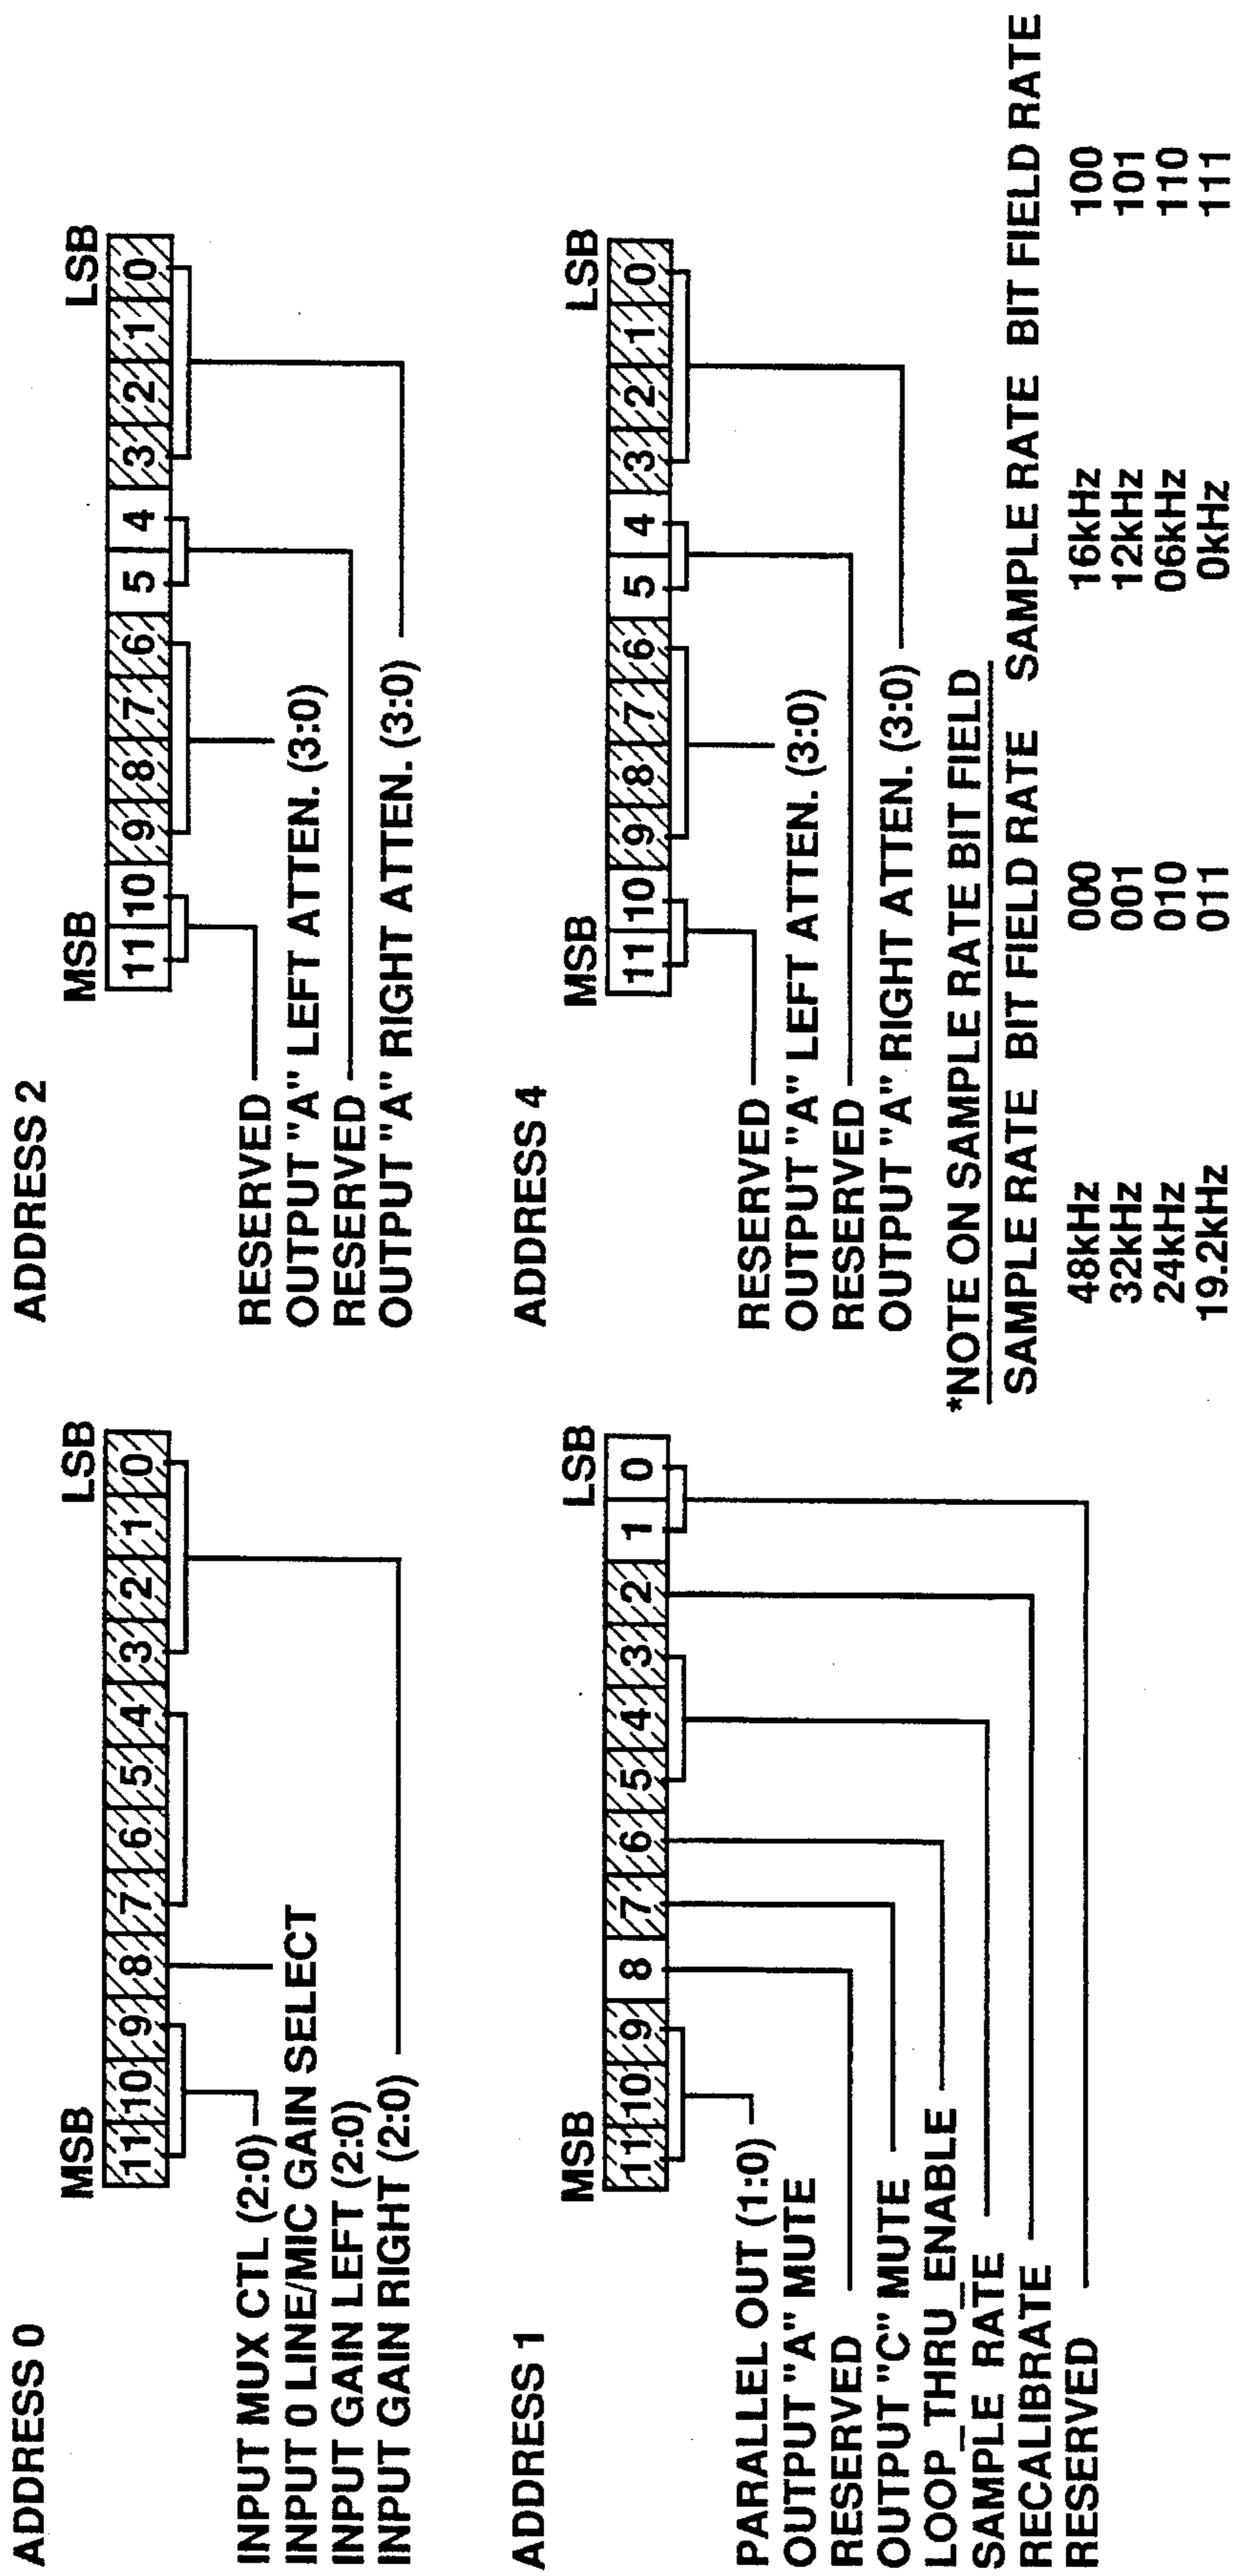 ADDRESS 0
MSB LSB
11 10 9 8 7 6 5 4 3 2 1 0
INPUT MUX CTL (2:0)
INPUT 0 LINE/MIC GAIN SELECT
INPUT GAIN LEFT (2:0)
INPUT GAIN RIGHT (2:0)
ADDRESS 2
MSB LSB
11 10 9 8 7 6 5 4 3 2 1 0
RESERVED
OUTPUT "A" LEFT ATTEN. (3:0)
RESERVED
OUTPUT "A" RIGHT ATTEN. (3:0)
ADDRESS 1
MSB LSB
11 10 9 8 7 6 5 4 3 2 1 0
PARALLEL OUT (1:0)
OUTPUT "A" MUTE
RESERVED
OUTPUT "C" MUTE
LOOP_THRU_ENABLE
SAMPLE_RATE
RECALIBRATE
RESERVED
ADDRESS 4
MSB LSB
11 10 9 8 7 6 5 4 3 2 1 0
RESERVED
OUTPUT "A" LEFT ATTEN. (3:0)
RESERVED
OUTPUT "A" RIGHT ATTEN. (3:0)
*NOTE ON SAMPLE RATE BIT FIELD
SAMPLE RATE BIT FIELD RATE SAMPLE RATE BIT FIELD RATE
48kHz 000 16kHz 100
32kHz 001 12kHz 101
24kHz 010 06kHz 110
19.2kHz 011 0kHz 111